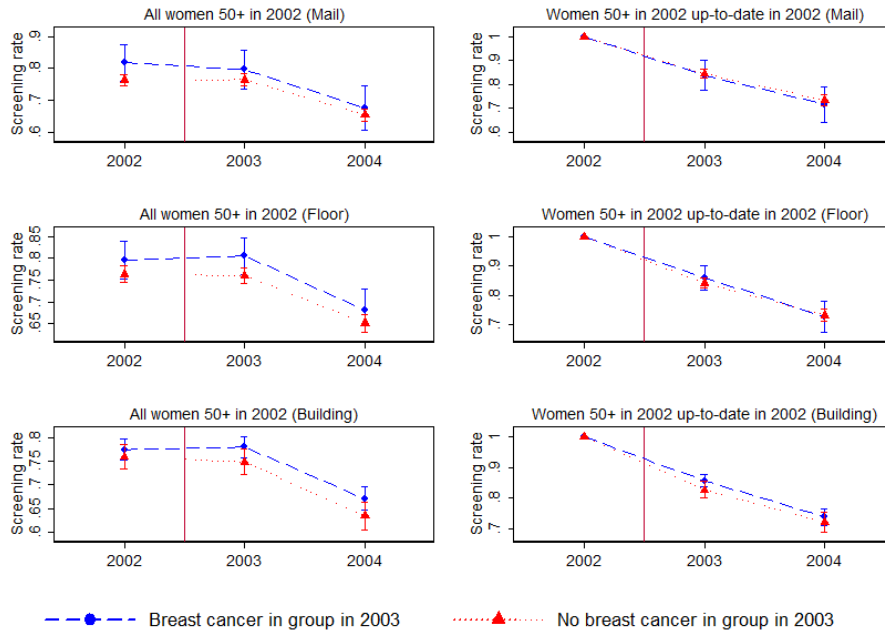 All women 50+ in 2002 (Mail)
Screening rate
.6 .7 .8 .9
2002 2003 2004
Women 50+ in 2002 up-to-date in 2002 (Mail)
Screening rate
.6 .7 .8 .9 1
2002 2003 2004
All women 50+ in 2002 (Floor)
Screening rate
.65 .7 .75 .8 .85
2002 2003 2004
Women 50+ in 2002 up-to-date in 2002 (Floor)
Screening rate
.7 .8 .9 1
2002 2003 2004
All women 50+ in 2002 (Building)
Screening rate
.6 .65 .7 .75 .8
2002 2003 2004
Women 50+ in 2002 up-to-date in 2002 (Building)
Screening rate
.7 .8 .9 1
2002 2003 2004
Breast cancer in group in 2003
No breast cancer in group in 2003